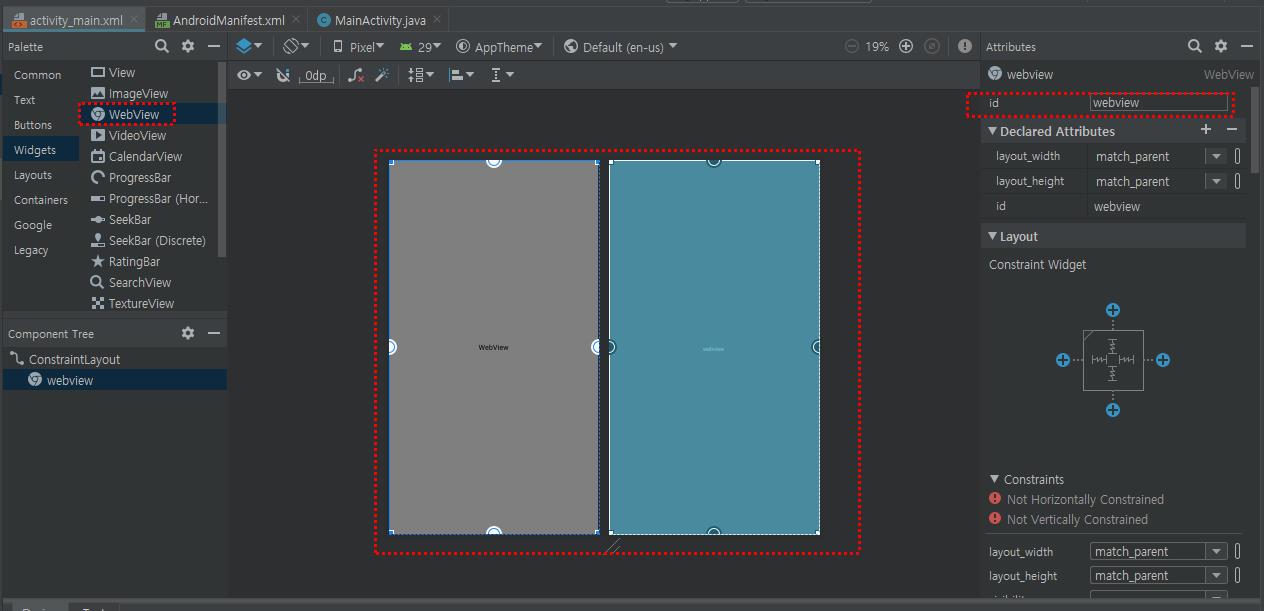 activity_main.xml
AndroidManifest.xml
MainActivity.java
Palette
Pixel
29
AppTheme
Default (en-us)
19%
Attributes
0dp
Common
Text
Buttons
Widgets
Layouts
Containers
Google
Legacy
View
ImageView
WebView
VideoView
CalendarView
ProgressBar
ProgressBar (Hor...
SeekBar
SeekBar (Discrete)
RatingBar
SearchView
TextureView
Component Tree
ConstraintLayout
webview
WebView
webview
webview
WebView
id
webview
Declared Attributes
layout_width
match_parent
layout_height
match_parent
id
webview
Layout
Constraint Widget
Constraints
Not Horizontally Constrained
Not Vertically Constrained
layout_width
match_parent
layout_height
match_parent